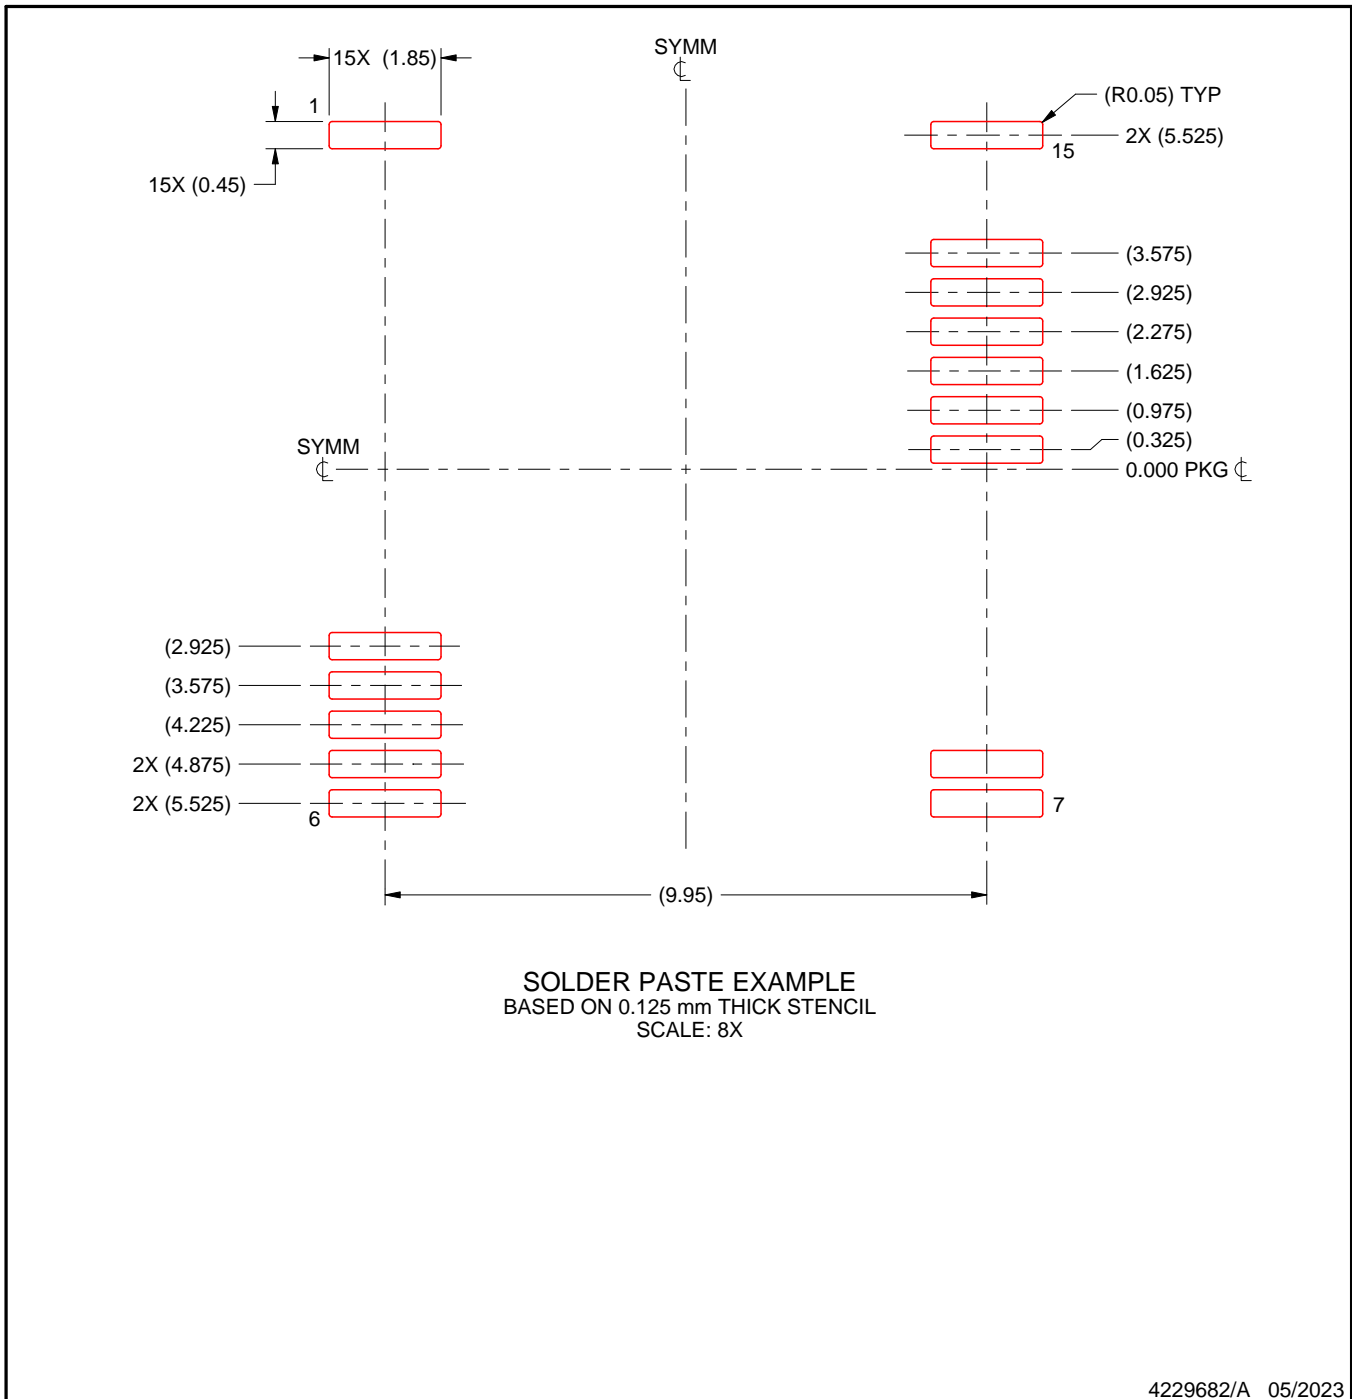 15X (1.85)
SYMM
℄
1
(R0.05) TYP
2X (5.525)
15
15X (0.45)
(3.575)
(2.925)
(2.275)
(1.625)
(0.975)
(0.325)
SYMM
℄
0.000 PKG ℄
(2.925)
(3.575)
(4.225)
2X (4.875)
2X (5.525)
6
7
(9.95)
SOLDER PASTE EXAMPLE
BASED ON 0.125 mm THICK STENCIL
SCALE: 8X
4229682/A 05/2023